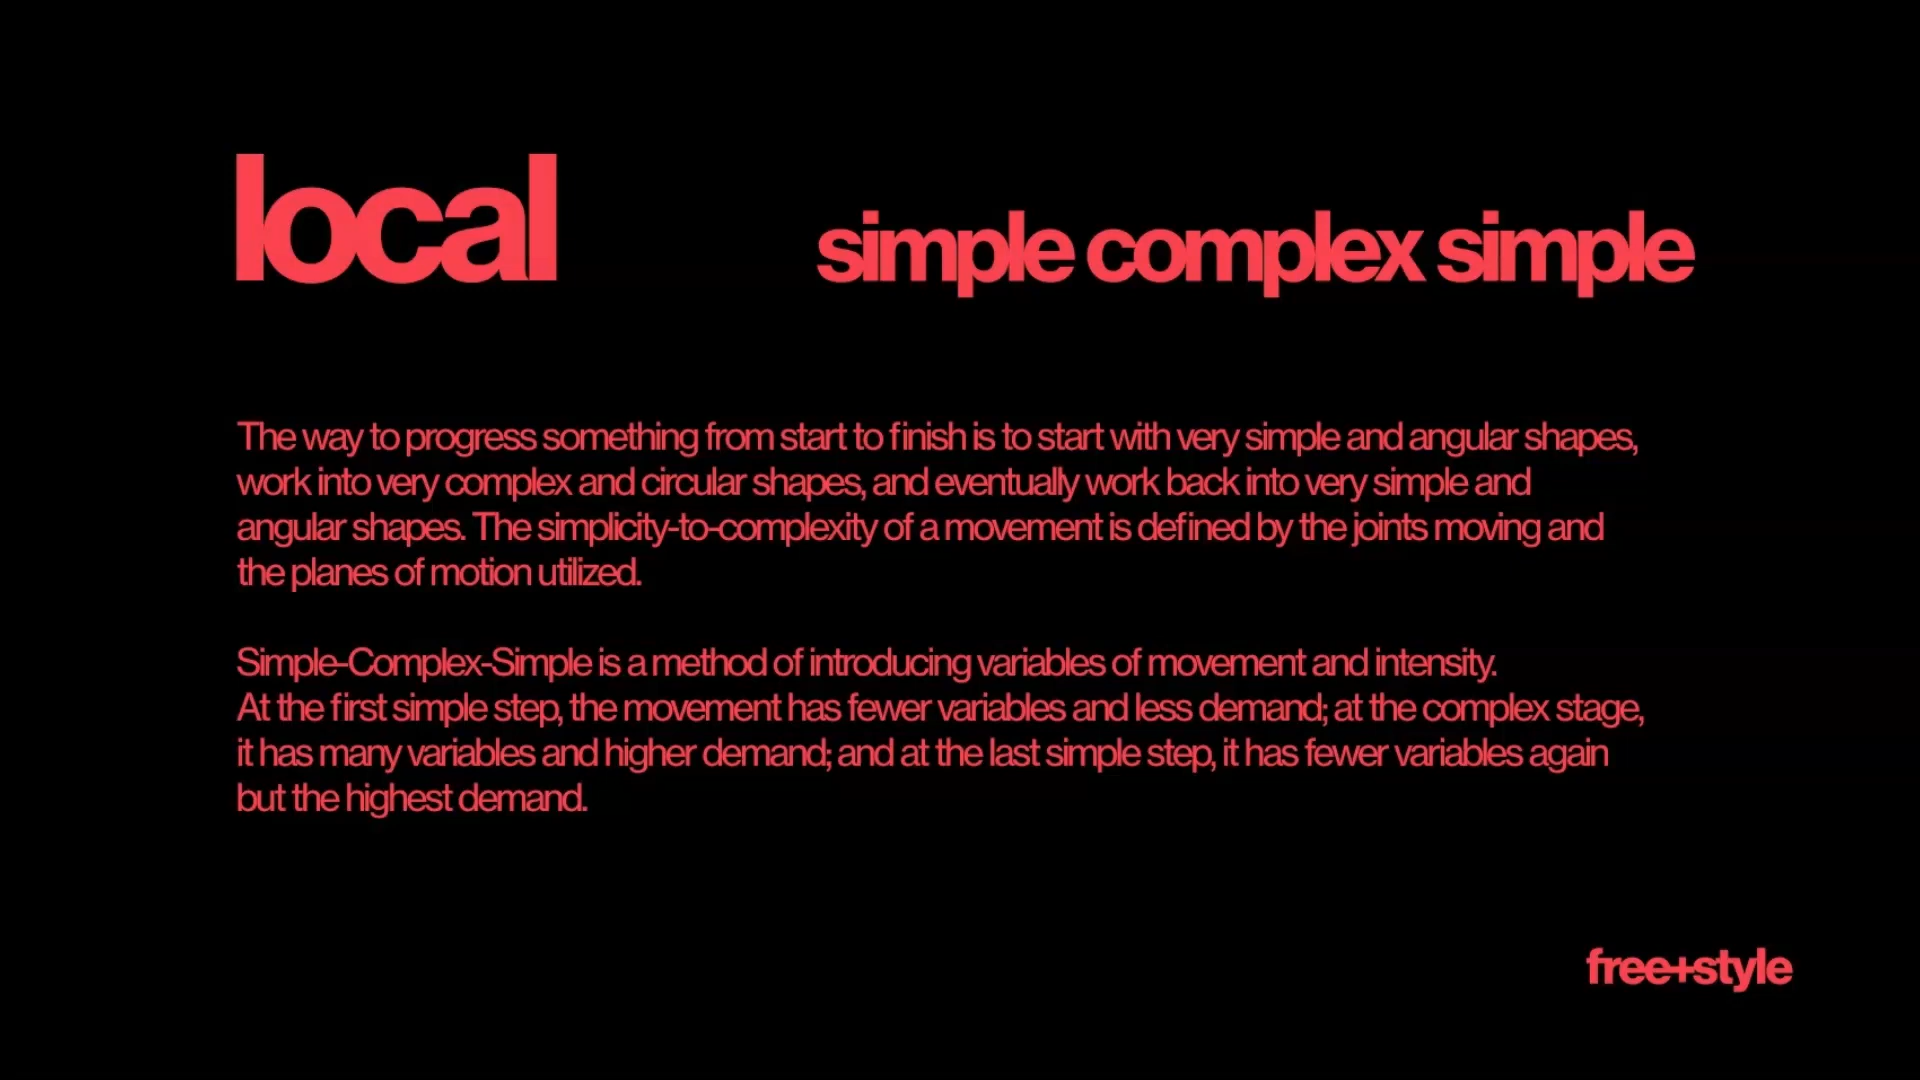 local
simple complex simple
The way to progress something from start to finish is to start with very simple and angular shapes,
work into very complex and circular shapes, and eventually work back into very simple and
angular shapes. The simplicity-to-complexity of a movement is defined by the joints moving and
the planes of motion utilized.
Simple-Complex-Simple is a method of introducing variables of movement and intensity.
At the first simple step, the movement has fewer variables and less demand; at the complex stage,
it has many variables and higher demand; and at the last simple step, it has fewer variables again
but the highest demand.
free+style